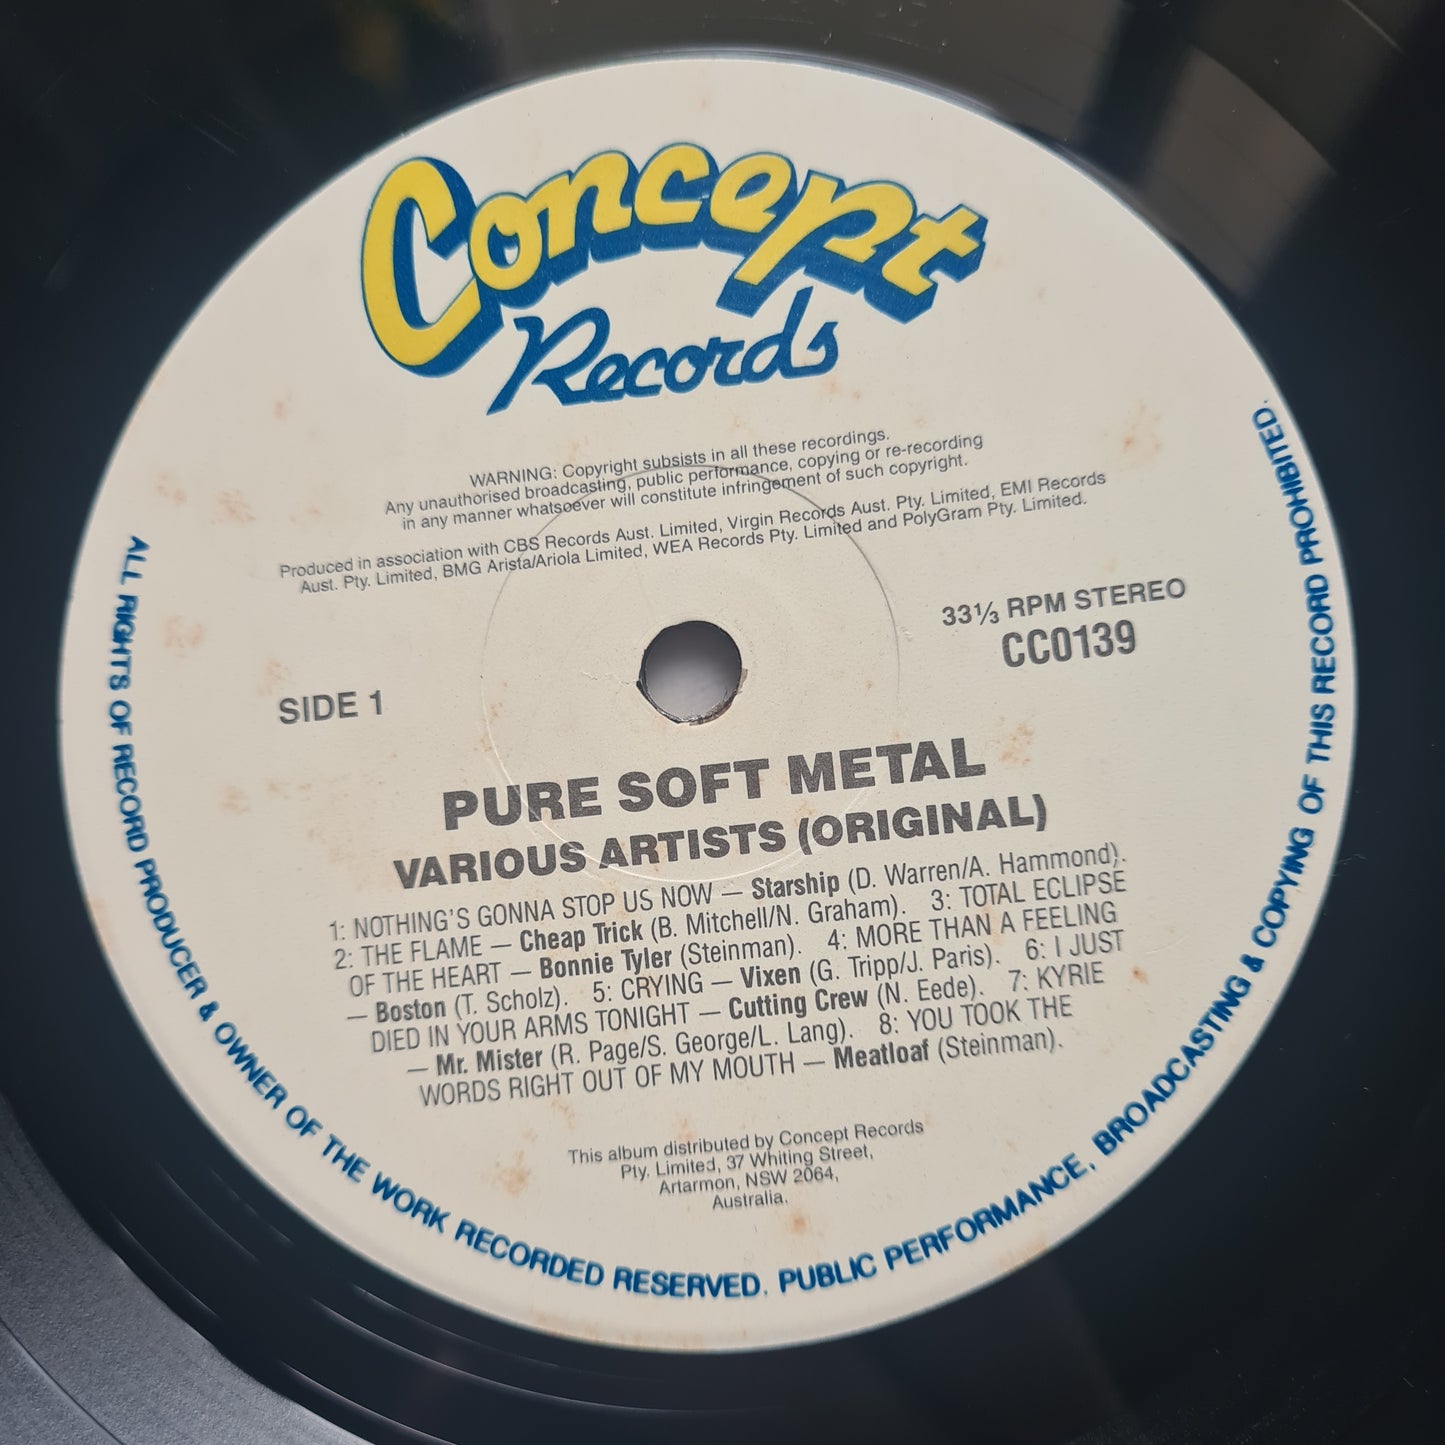 Concept
Records
WARNING: Copyright subsists in all these recordings.
Any unauthorised broadcasting, public performance, copying or re-recording
in any manner whatsoever will constitute infringement of such copyright.
Produced in association with CBS Records Aust. Limited, Virgin Records Aust. Pty. Limited, EMI Records
Aust. Pty. Limited, BMG Arista/Ariola Limited, WEA Records Pty. Limited and PolyGram Pty. Limited.
33⅓ RPM STEREO
CC0139
SIDE 1
PURE SOFT METAL
VARIOUS ARTISTS (ORIGINAL)
1: NOTHING'S GONNA STOP US NOW — Starship (D. Warren/A. Hammond).
2: THE FLAME — Cheap Trick (B. Mitchell/N. Graham). 3: TOTAL ECLIPSE
OF THE HEART — Bonnie Tyler (Steinman). 4: MORE THAN A FEELING
— Boston (T. Scholz). 5: CRYING — Vixen (G. Tripp/J. Paris). 6: I JUST
DIED IN YOUR ARMS TONIGHT — Cutting Crew (N. Eede). 7: KYRIE
— Mr. Mister (R. Page/S. George/L. Lang). 8: YOU TOOK THE
WORDS RIGHT OUT OF MY MOUTH — Meatloaf (Steinman).
This album distributed by Concept Records
Pty. Limited, 37 Whiting Street,
Artarmon, NSW 2064,
Australia.
ALL RIGHTS OF RECORD PRODUCER & OWNER OF THE WORK RECORDED RESERVED. PUBLIC PERFORMANCE, BROADCASTING & COPYING OF THIS RECORD PROHIBITED.